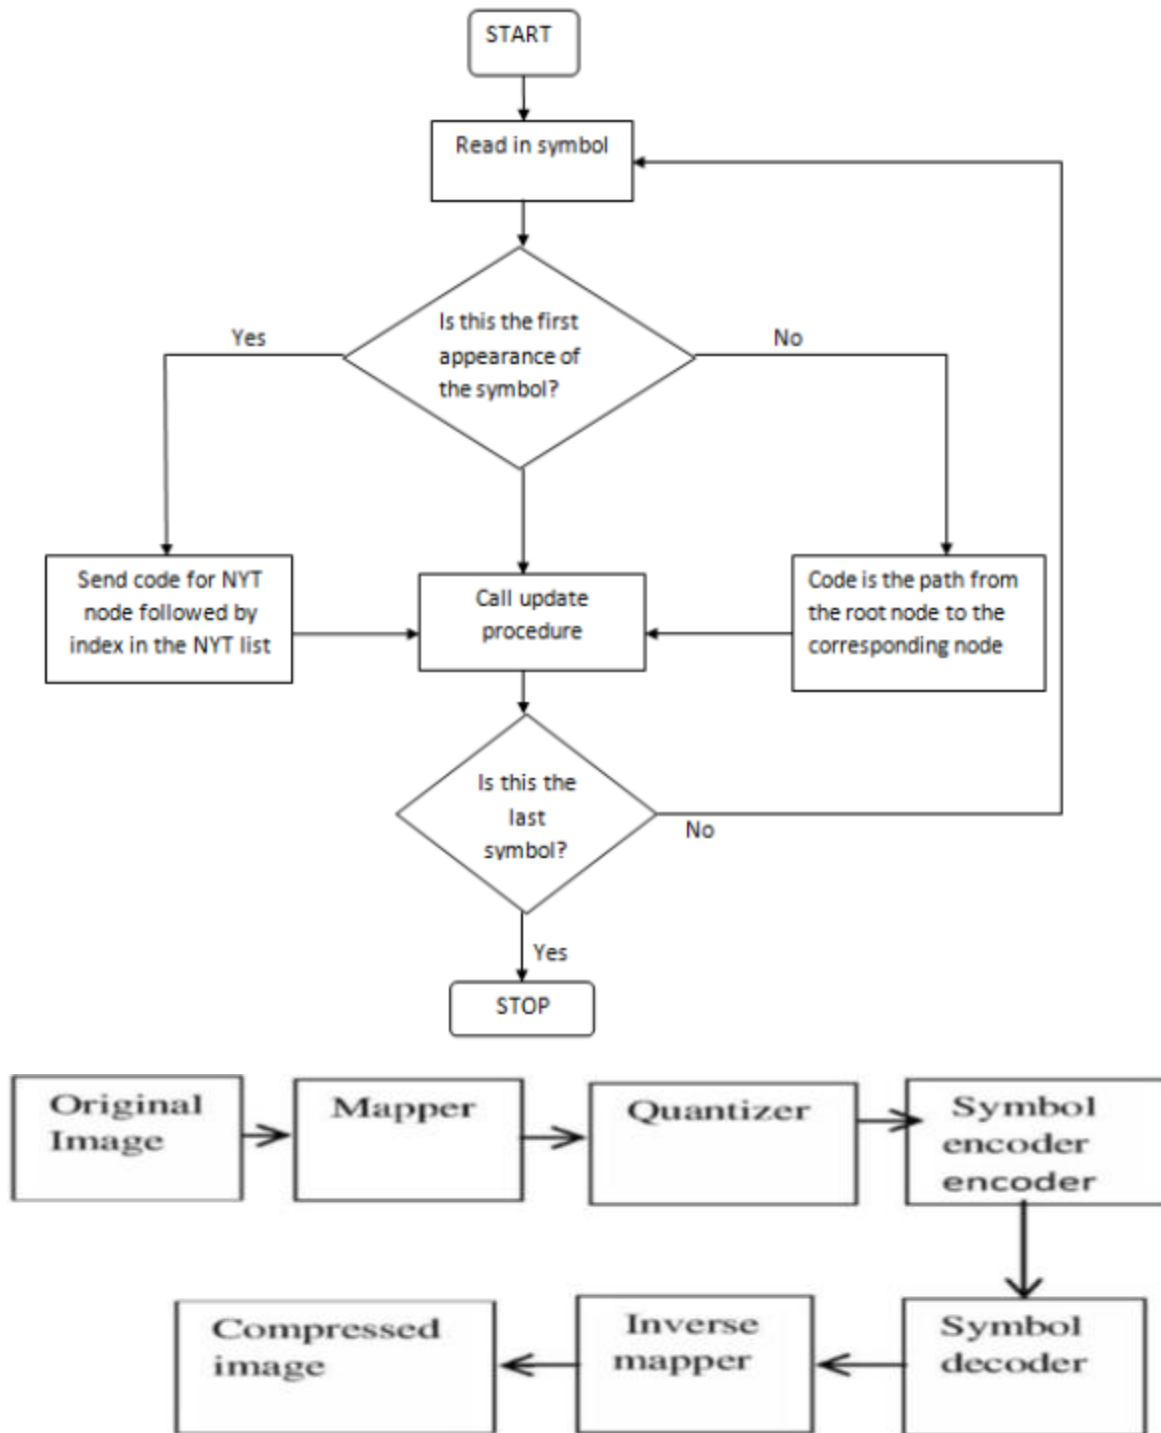 START
Read in symbol
Is this the first
appearance of
the symbol?
Yes
No
Send code for NYT
node followed by
index in the NYT list
Call update
procedure
Code is the path from
the root node to the
corresponding node
Is this the
last
symbol?
No
Yes
STOP
Original
Image
Mapper
Quantizer
Symbol
encoder
encoder
Compressed
image
Inverse
mapper
Symbol
decoder